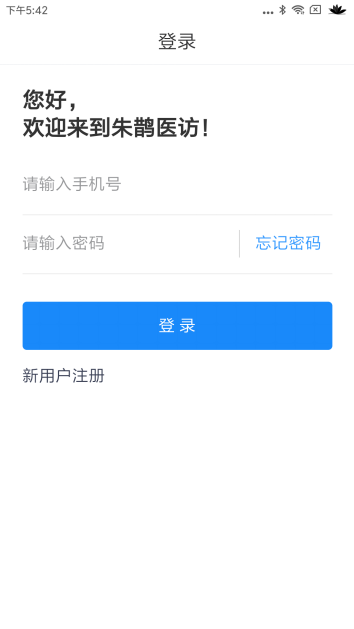 下午5:42
登录
您好，
欢迎来到朱鹊医访！
请输入手机号
请输入密码
忘记密码
登 录
新用户注册